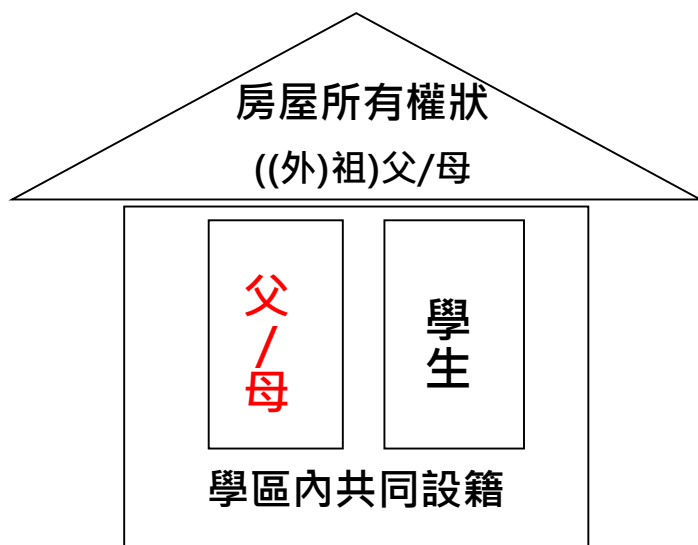 房屋所有權狀
((外)祖)父/母
父/母
學生
學區內共同設籍